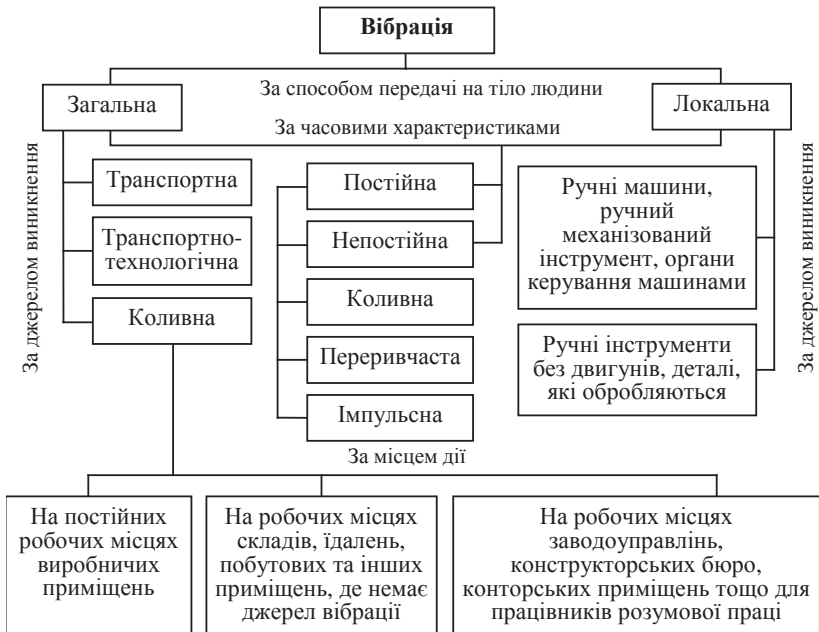 Вібрація
За способом передачі на тіло людини
Загальна
Локальна
За часовими характеристиками
За джерелом виникнення
Транспортна
Транспортно-
технологічна
Коливна
Постійна
Непостійна
Коливна
Переривчаста
Імпульсна
Ручні машини,
ручний
механізований
інструмент, органи
керування машинами
Ручні інструменти
без двигунів, деталі,
які обробляються
За джерелом виникнення
За місцем дії
На постійних
робочих місцях
виробничих
приміщень
На робочих місцях
складів, їдалень,
побутових та інших
приміщень, де немає
джерел вібрації
На робочих місцях
заводоуправлінь,
конструкторських бюро,
конторських приміщень тощо для
працівників розумової праці